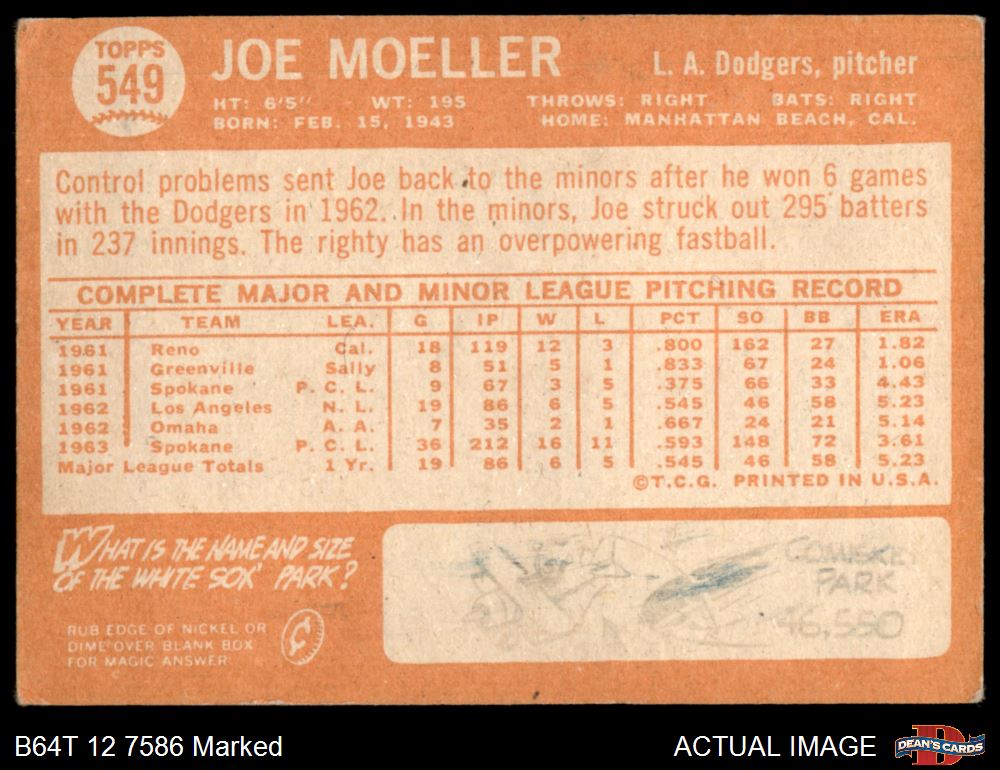 TOPPS
549
JOE MOELLER
L. A. Dodgers, pitcher
HT: 6'5" WT: 195 THROWS: RIGHT BATS: RIGHT
BORN: FEB. 15, 1943 HOME: MANHATTAN BEACH, CAL.
Control problems sent Joe back to the minors after he won 6 games
with the Dodgers in 1962. In the minors, Joe struck out 295 batters
in 237 innings. The righty has an overpowering fastball.
COMPLETE MAJOR AND MINOR LEAGUE PITCHING RECORD
YEAR TEAM LEA. G IP W L PCT SO BB ERA
1961 Reno Cal. 18 119 12 3 .800 162 27 1.82
1961 Greenville Sally 8 51 5 1 .833 67 24 1.06
1961 Spokane P. C. L. 9 67 3 5 .375 66 33 4.43
1962 Los Angeles N. L. 19 86 6 5 .545 46 58 5.23
1962 Omaha A. A. 7 35 2 1 .667 24 21 5.14
1963 Spokane P. C. L. 36 212 16 11 .593 148 72 3.61
Major League Totals 1 Yr. 19 86 6 5 .545 46 58 5.23
©T.C.G. PRINTED IN U.S.A.
WHAT IS THE NAME AND SIZE
OF THE WHITE SOX' PARK?
RUB EDGE OF NICKEL OR
DIME OVER BLANK BOX
FOR MAGIC ANSWER
COMISKEY
PARK
46,550
B64T 12 7586 Marked
ACTUAL IMAGE
DEAN'S CARDS